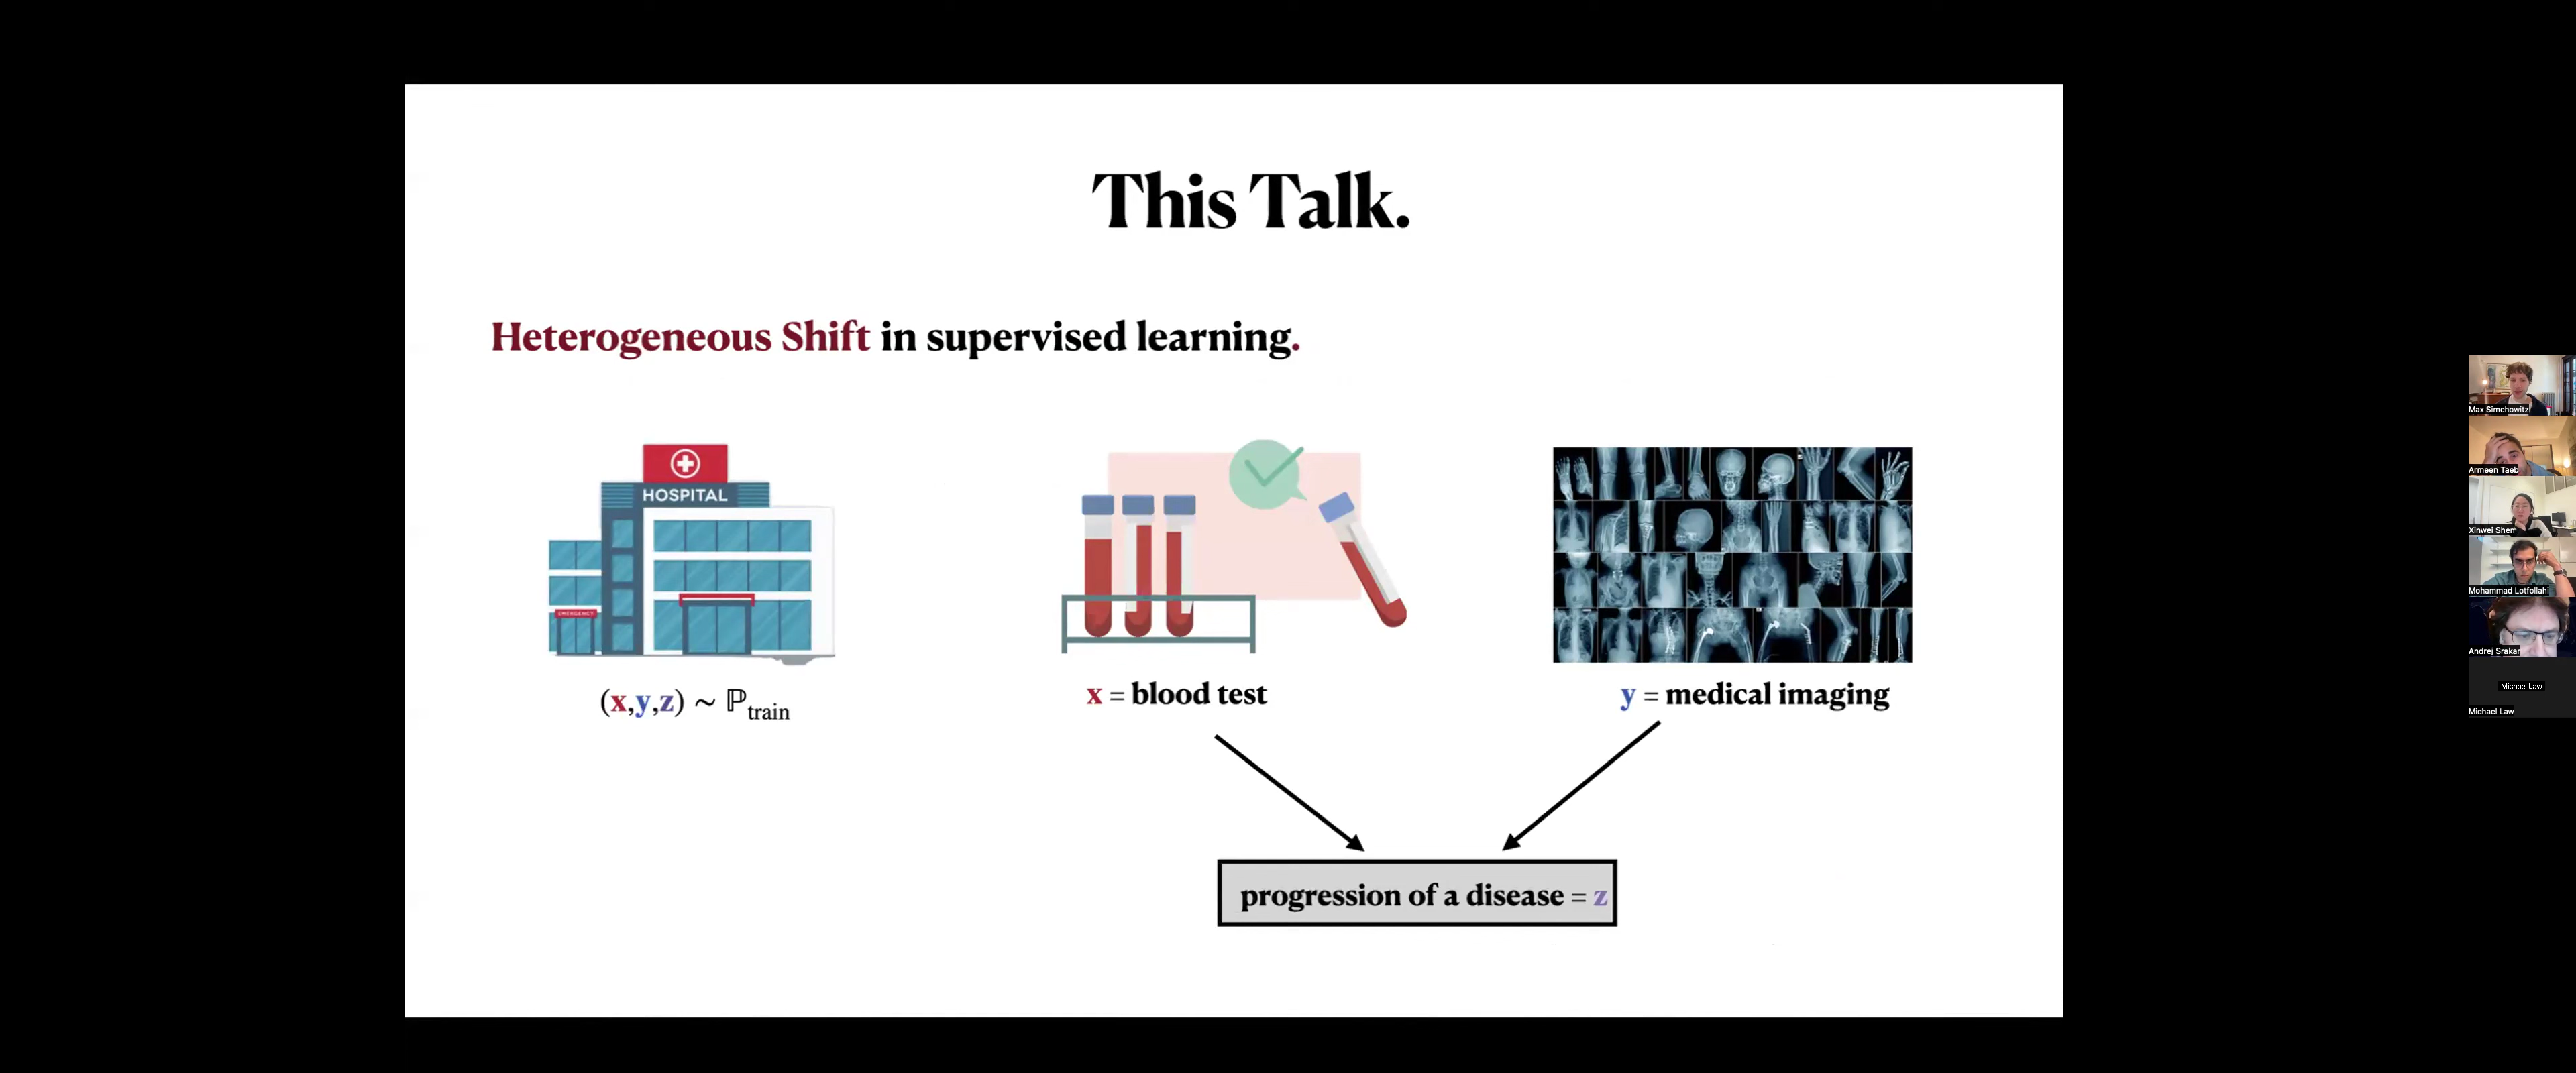 This Talk.
Heterogeneous Shift in supervised learning.
HOSPITAL
EMERGENCY
(x,y,z) ~ ℙtrain
x = blood test
y = medical imaging
progression of a disease = z
Max Simchowitz
Armeen Taeb
Xinwei Shen
Mohammad Lotfollahi
Andrej Srakar
Michael Law
Michael Law